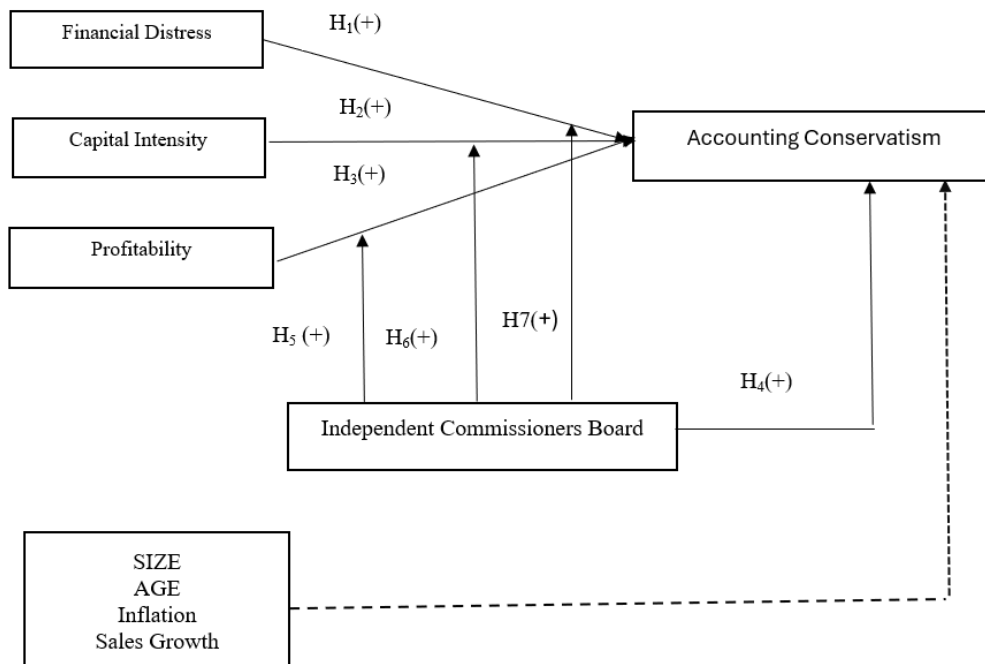 Financial Distress
H₁(+)
Capital Intensity
H₂(+)
Accounting Conservatism
H₃(+)
Profitability
H₅ (+)
H₆(+)
H7(+)
H₄(+)
Independent Commissioners Board
SIZE
AGE
Inflation
Sales Growth